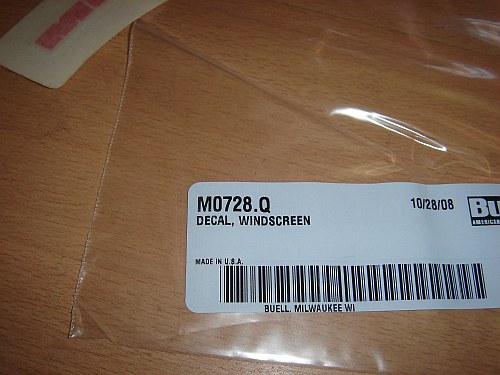 M0728.Q
10/28/08
DECAL, WINDSCREEN
MADE IN U.S.A.
BUELL, MILWAUKEE WI